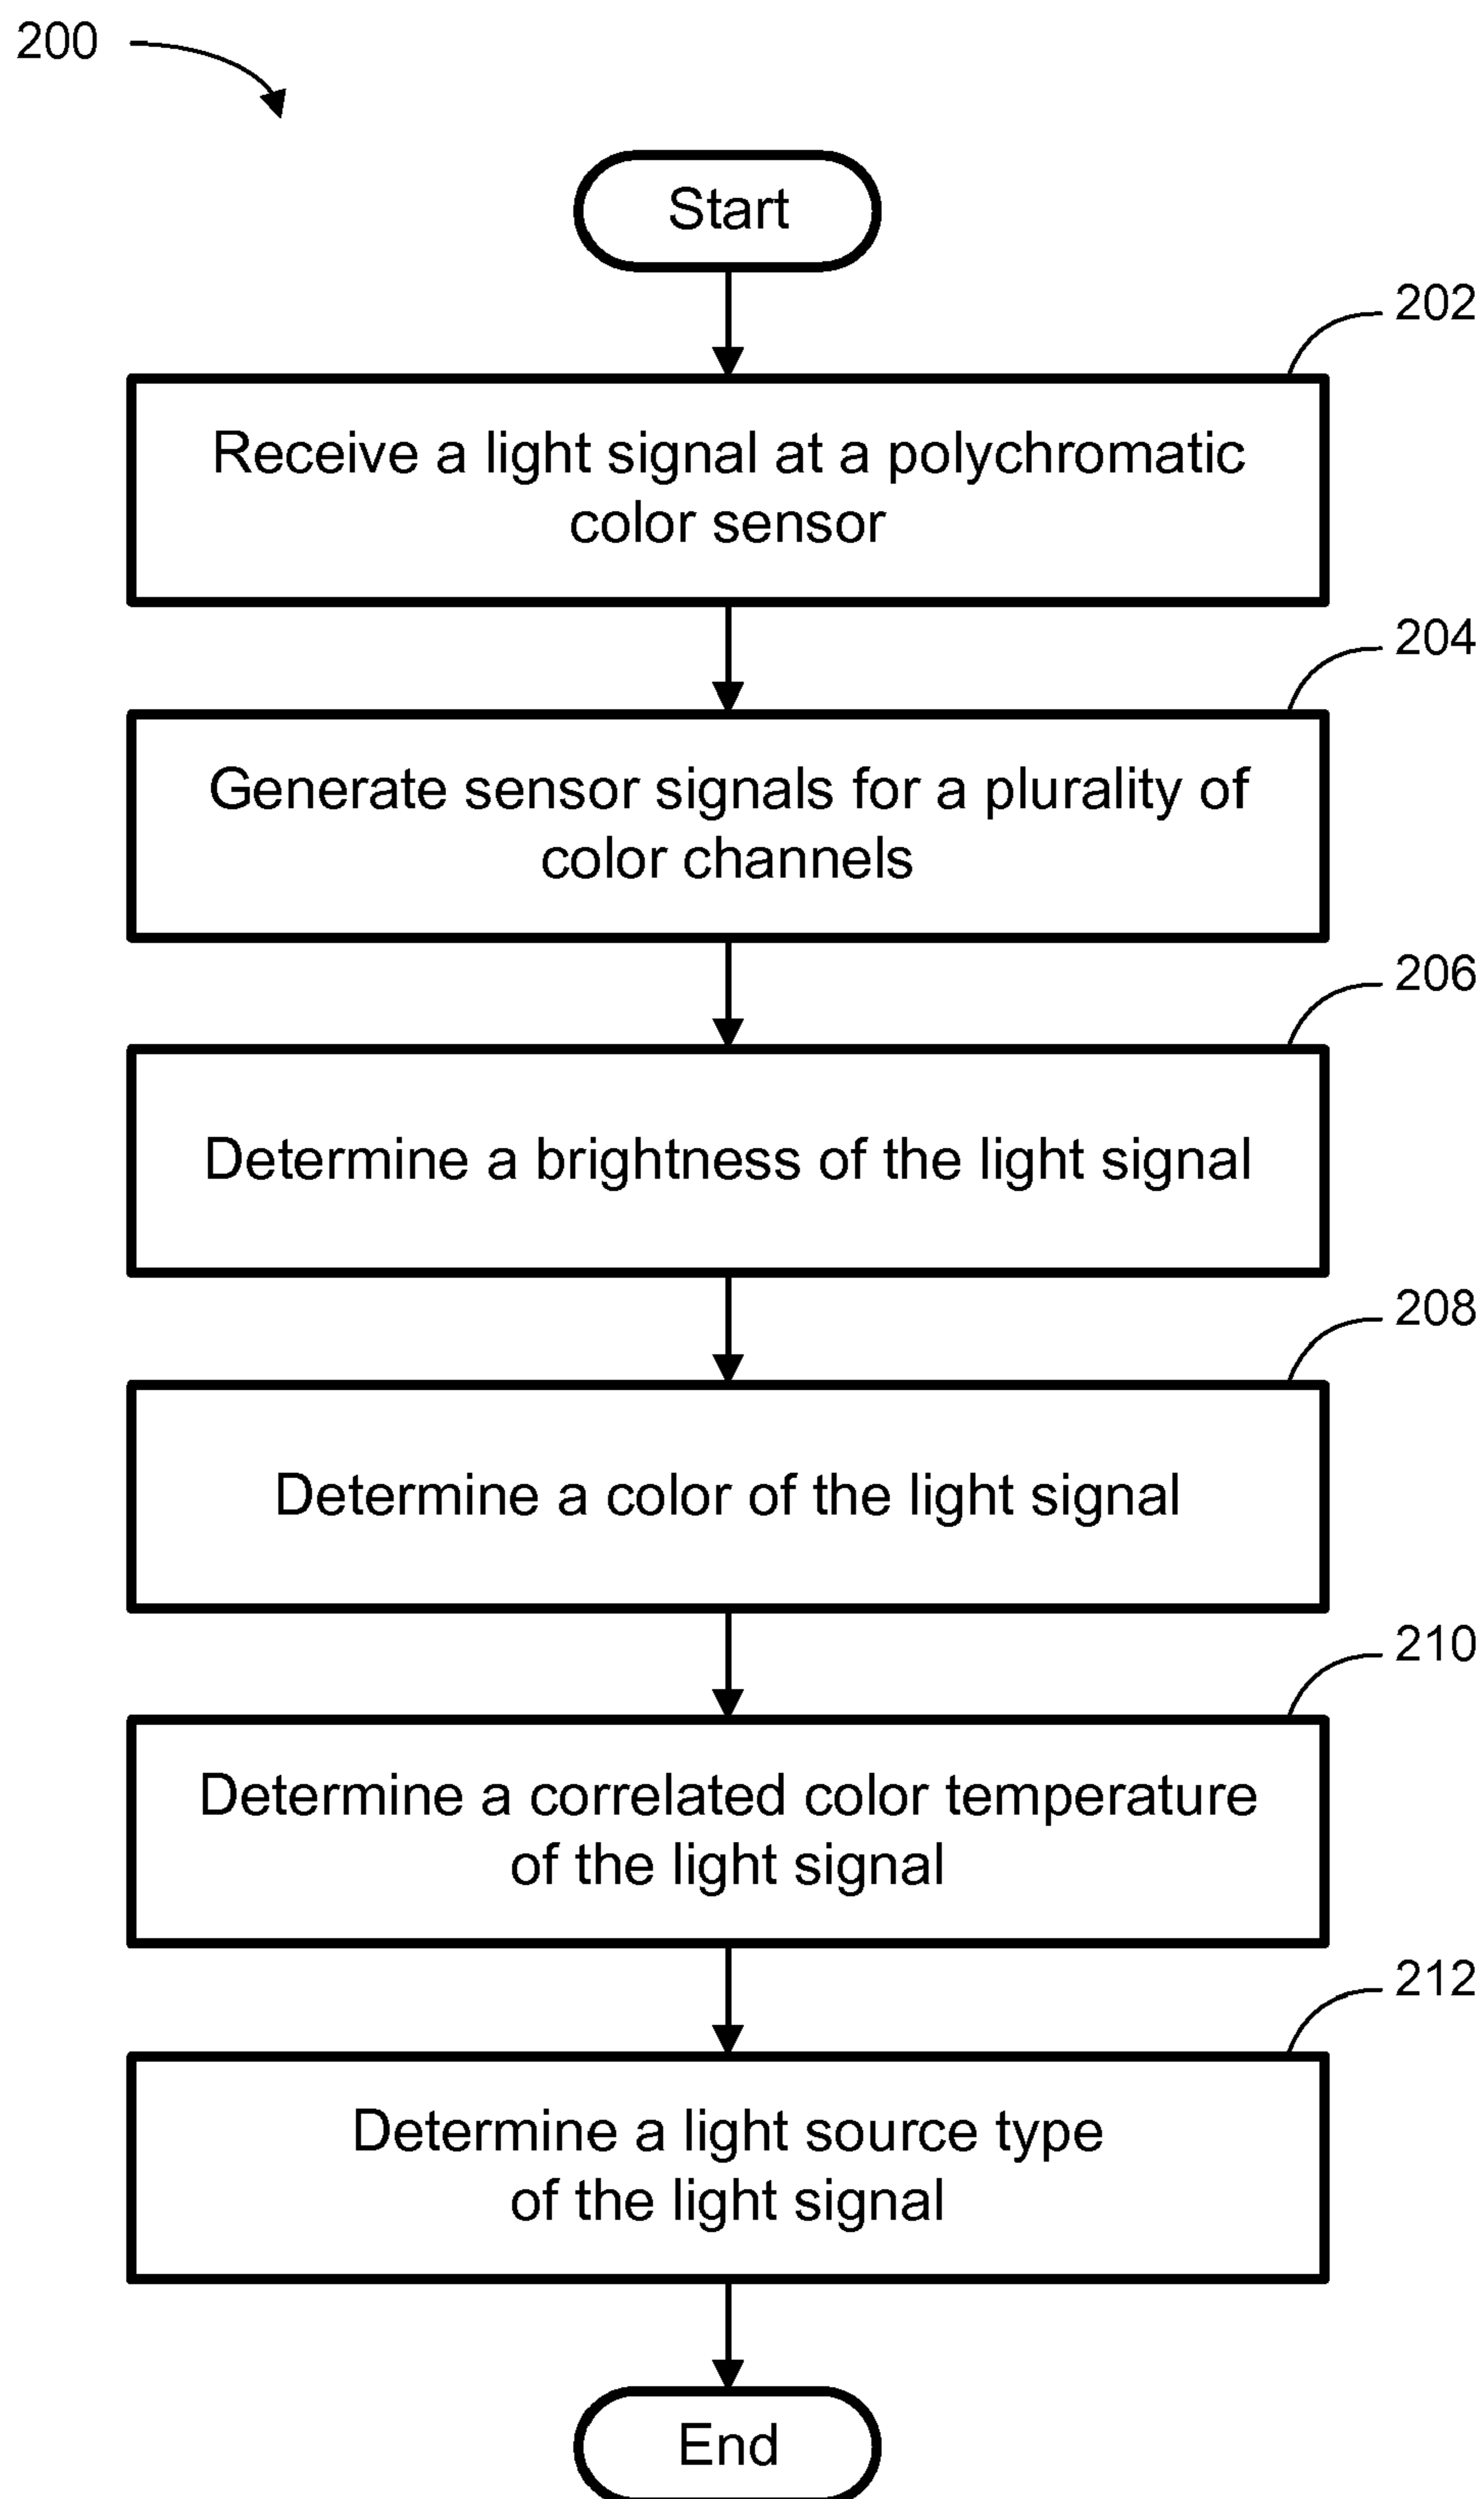 200
Start
202
Receive a light signal at a polychromatic
color sensor
204
Generate sensor signals for a plurality of
color channels
206
Determine a brightness of the light signal
208
Determine a color of the light signal
210
Determine a correlated color temperature
of the light signal
212
Determine a light source type
of the light signal
End